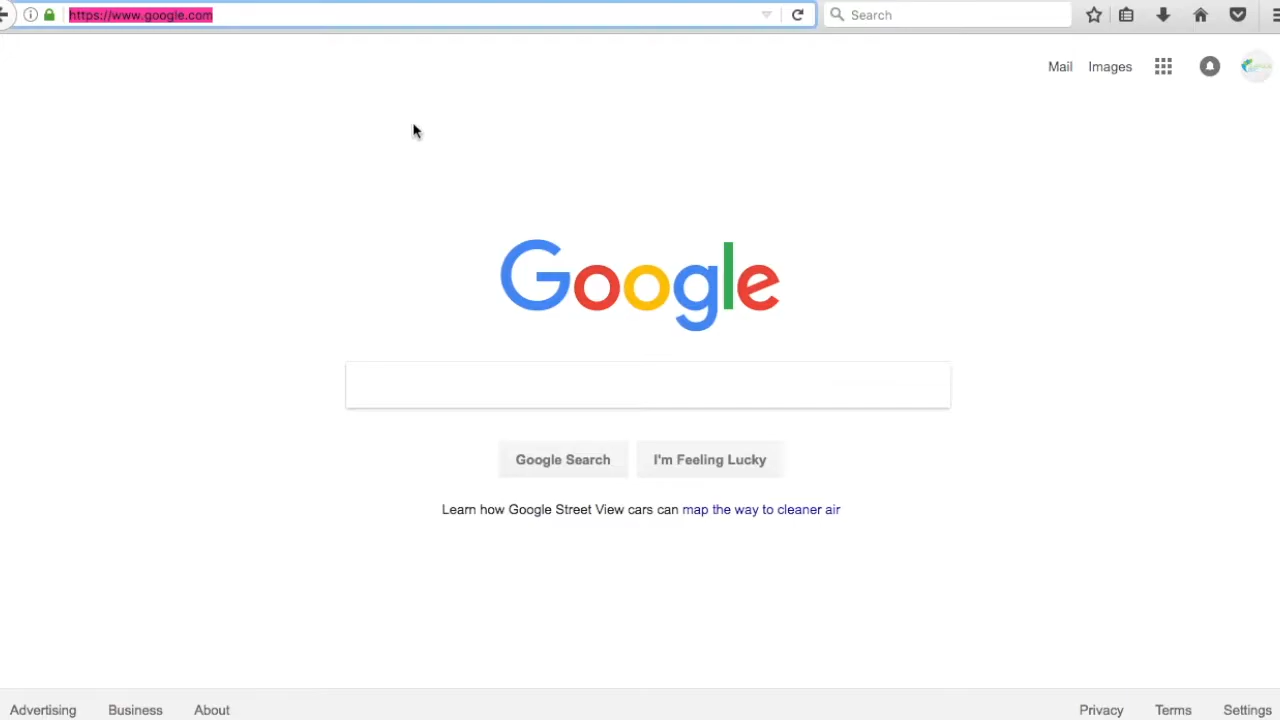 https://www.google.com
Search
Mail Images
Google
Google Search I'm Feeling Lucky
Learn how Google Street View cars can map the way to cleaner air
Advertising Business About Privacy Terms Settings